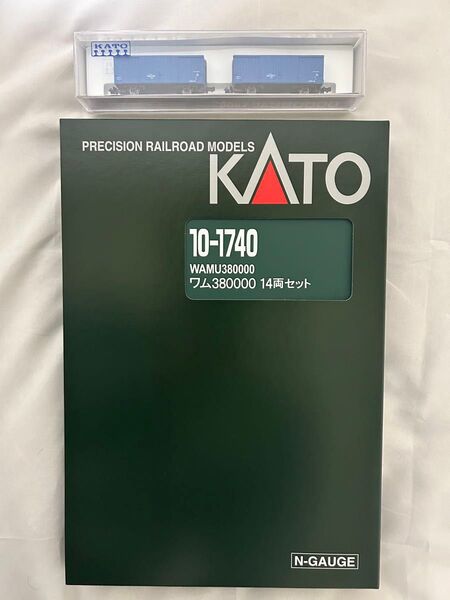 KATO
PRECISION RAILROAD MODELS
KATO
10-1740
WAMU380000
ワム380000 14両セット
N-GAUGE